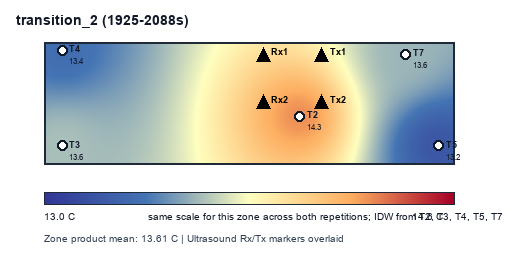 transition_2 (1925-2088s)
T4
13.4
Rx1
Tx1
T7
13.6
Rx2
Tx2
T2
14.3
T3
13.6
T5
13.2
13.0 C
same scale for this zone across both repetitions; IDW from T2, T3, T4, T5, T7
Zone product mean: 13.61 C | Ultrasound Rx/Tx markers overlaid